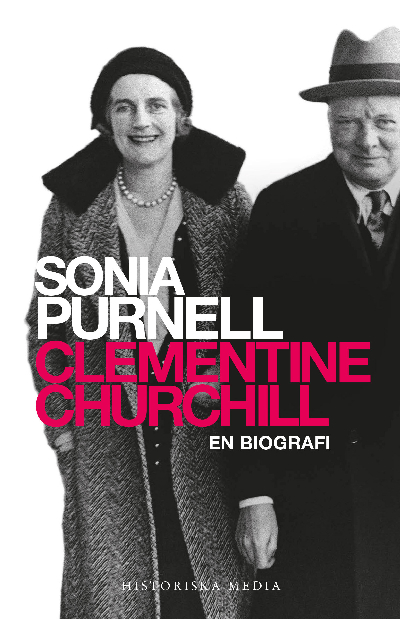 SONIA
PURNELL
CLEMENTINE
CHURCHILL
EN BIOGRAFI
HISTORISKA MEDIA